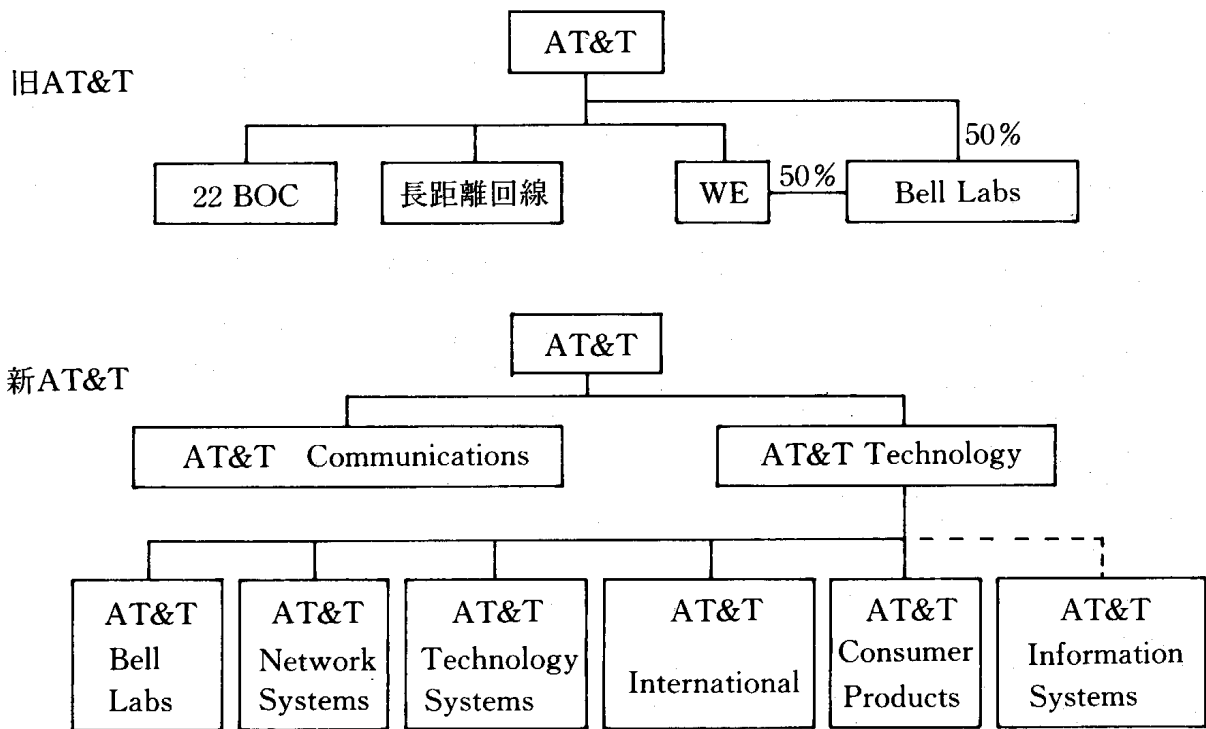 AT&T
旧AT&T
50%
22 BOC
長距離回線
WE
50%
Bell Labs
AT&T
新AT&T
AT&T Communications
AT&T Technology
AT&T
Bell
Labs
AT&T
Network
Systems
AT&T
Technology
Systems
AT&T
International
AT&T
Consumer
Products
AT&T
Information
Systems